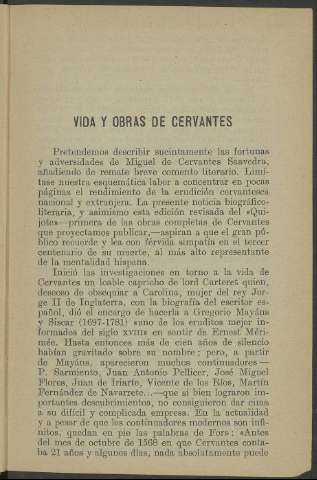 VIDA Y OBRAS DE CERVANTES
Pretendemos describir sucintamente las fortunas
y adversidades de Miguel de Cervantes Saavedra,
añadiendo de remate breve comento literario. Limí-
tase nuestra esquemática labor a concentrar en pocas
páginas el rendimiento de la erudición cervantesca
nacional y extranjera. La presente noticia biográfico-
literaria, y asimismo esta edición revisada del «Qui-
jote»—primera de las obras completas de Cervantes
que proyectamos publicar,—aspiran a que el gran pú-
blico recuerde y lea con férvida simpatía en el tercer
centenario de su muerte, al más alto representante
de la mentalidad hispana.
Inició las investigaciones en torno a la vida de
Cervantes un loable capricho de lord Carteret quien,
deseoso de obsequiar a Carolina, mujer del rey Jor-
ge II de Inglaterra, con la biografía del escritor es-
pañol, dió el encargo de hacerla a Gregorio Mayáns
y Siscar (1697-1781) «uno de los eruditos mejor in-
formados del siglo XVIII» en sentir de Ernest Méri-
mée. Hasta entonces más de cien años de silencio
habían gravitado sobre su nombre; pero, a partir
de Mayáns, aparecieron muchos continuadores—
P. Sarmiento, Juan Antonio Pellicer, José Miguel
Flores, Juan de Iriarte, Vicente de los Ríos, Martín
Fernández de Navarrete...—que si bien lograron im-
portantes descubrimientos, no consiguieron dar cima
a su difícil y complicada empresa. En la actualidad
y a pesar de que los continuadores modernos son infi-
nitos, quedan en pie las palabras de Fors: «Antes
del mes de octubre de 1568 en que Cervantes conta-
ba 21 años y algunos días, nada absolutamente puede